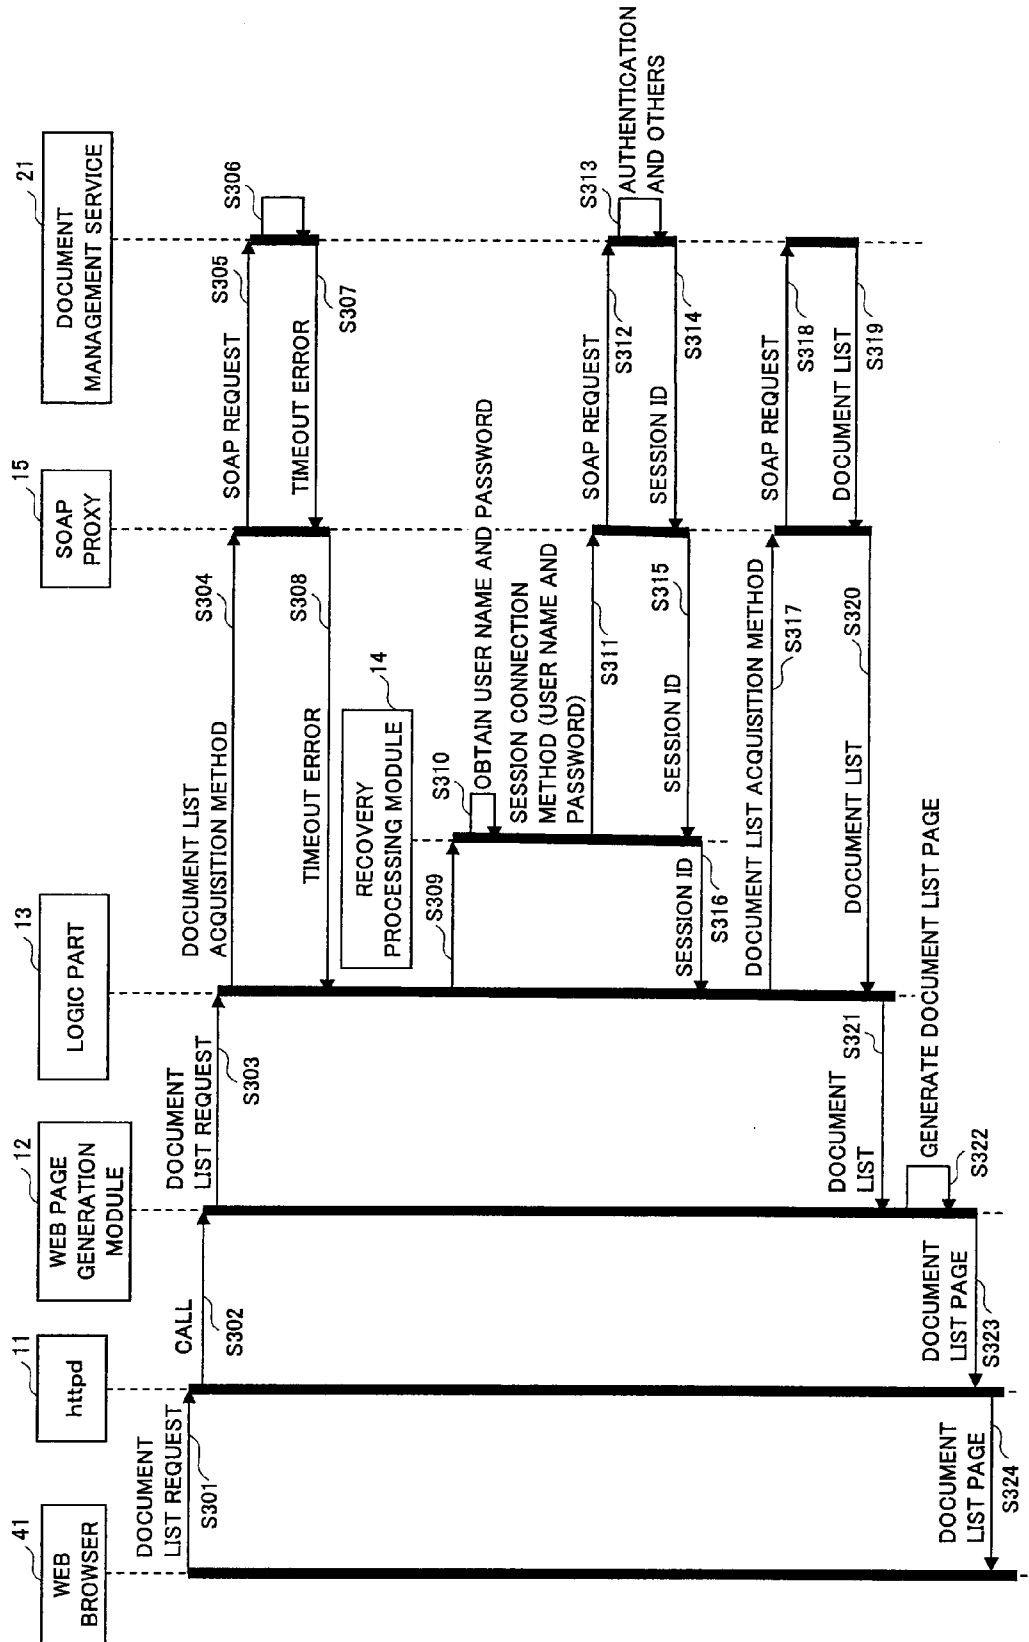 41
WEB
BROWSER
11
httpd
12
WEB PAGE
GENERATION
MODULE
13
LOGIC PART
15
SOAP
PROXY
21
DOCUMENT
MANAGEMENT SERVICE
DOCUMENT
LIST REQUEST
S301
CALL
S302
DOCUMENT
LIST REQUEST
S303
DOCUMENT LIST
ACQUISITION METHOD
S304
SOAP REQUEST
S305
S306
TIMEOUT ERROR
S307
TIMEOUT ERROR
S308
14
RECOVERY
PROCESSING MODULE
S309
S310
OBTAIN USER NAME AND PASSWORD
SESSION CONNECTION
METHOD (USER NAME AND
PASSWORD)
S311
SOAP REQUEST
S312
S313
AUTHENTICATION
AND OTHERS
SESSION ID
S314
SESSION ID
S315
SESSION ID
S316
DOCUMENT LIST ACQUISITION METHOD
S317
SOAP REQUEST
S318
DOCUMENT LIST
S319
DOCUMENT LIST
S320
DOCUMENT
LIST
S321
GENERATE DOCUMENT LIST PAGE
S322
DOCUMENT
LIST PAGE
S323
DOCUMENT
LIST PAGE
S324